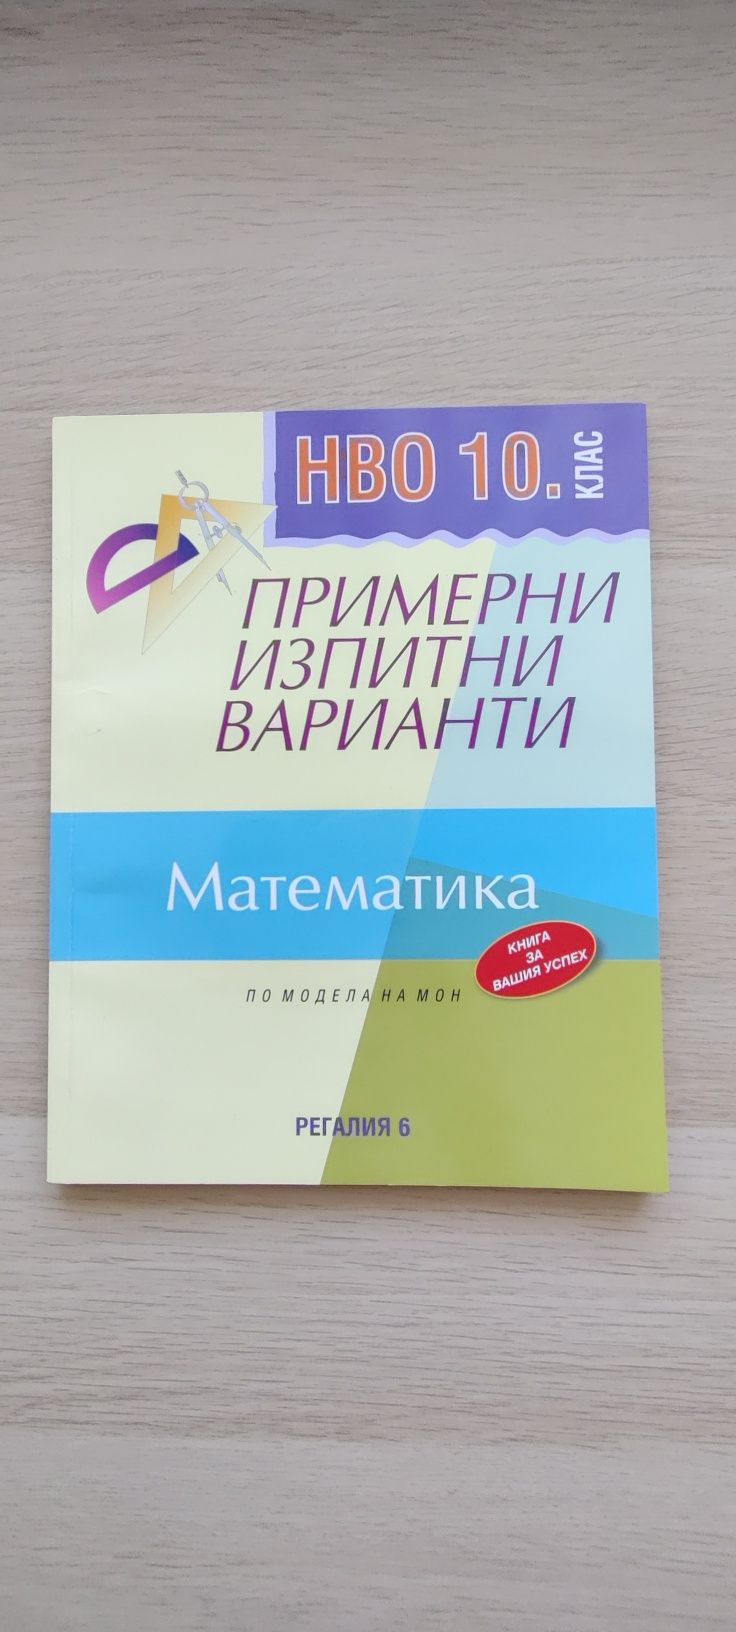 НВО 10.
КЛАС
ПРИМЕРНИ
ИЗПИТНИ
ВАРИАНТИ
Математика
КНИГА
ЗА
ВАШИЯ УСПЕХ
ПО МОДЕЛА НА МОН
РЕГАЛИЯ 6